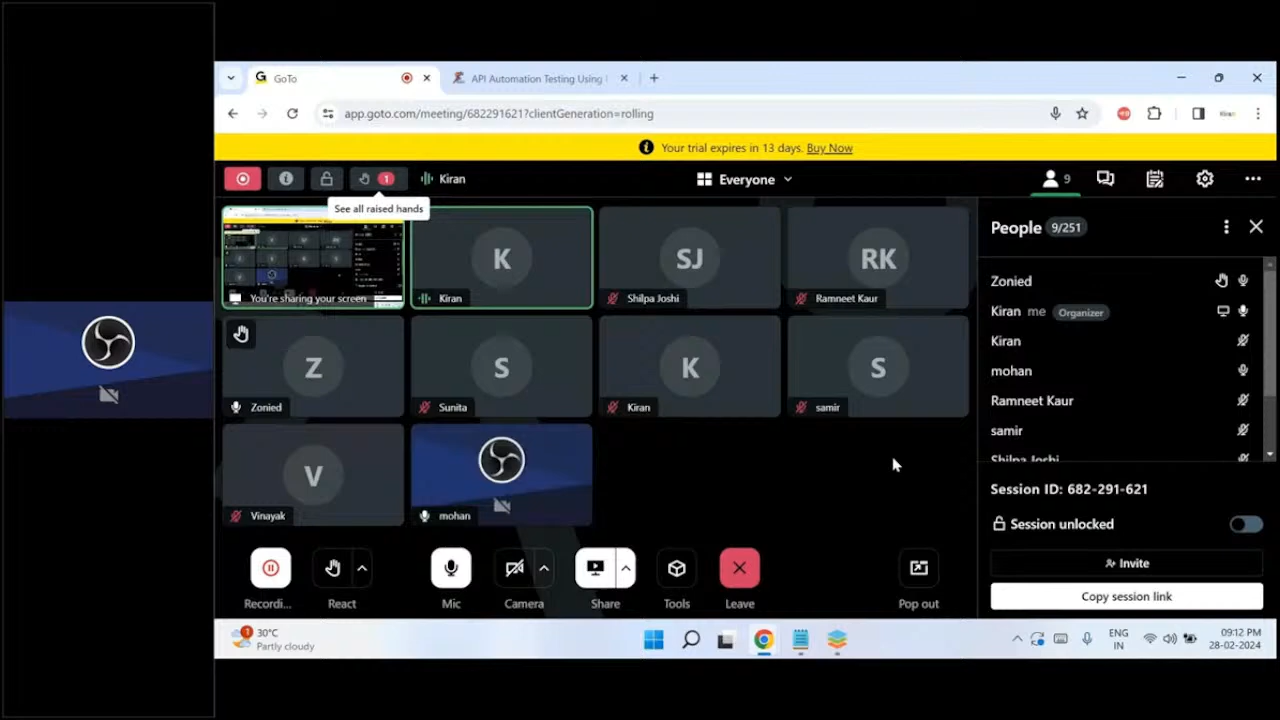 GoTo
API Automation Testing Using
app.goto.com/meeting/682291621?clientGeneration=rolling
Kiran
Your trial expires in 13 days. Buy Now
1
Kiran
Everyone
9
See all raised hands
People 9/251
You're sharing your screen
K
Kiran
SJ
Shilpa Joshi
RK
Ramneet Kaur
Zonied
Kiran me Organizer
Kiran
mohan
Ramneet Kaur
samir
Shilpa Joshi
Z
Zonied
S
Sunita
K
Kiran
S
samir
V
Vinayak
mohan
Session ID: 682-291-621
Session unlocked
Invite
Copy session link
Recordi...
React
Mic
Camera
Share
Tools
Leave
Pop out
1
30°C
Partly cloudy
ENG
IN
09:12 PM
28-02-2024